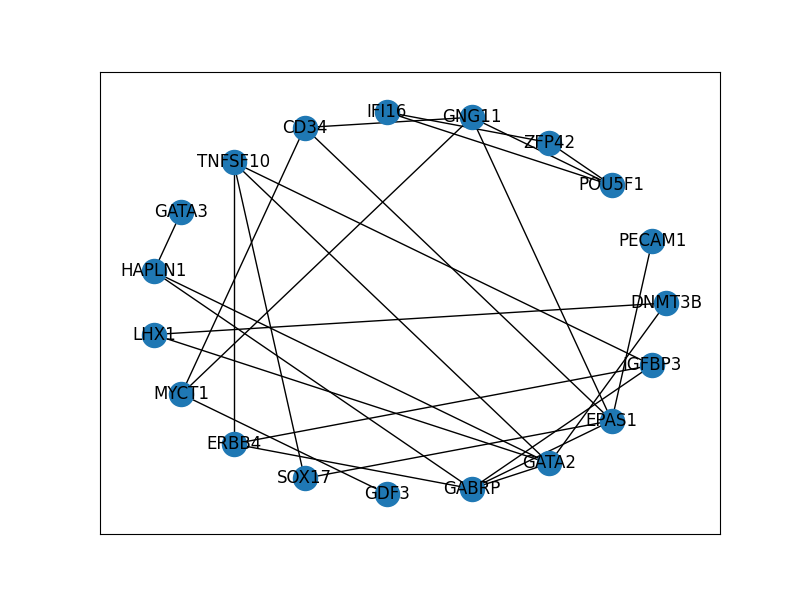 IFI16
GNG11
CD34
ZFP42
TNFSF10
POU5F1
GATA3
PECAM1
HAPLN1
DNMT3B
LHX1
IGFBP3
MYCT1
EPAS1
ERBB4
GATA2
SOX17
GABRP
GDF3